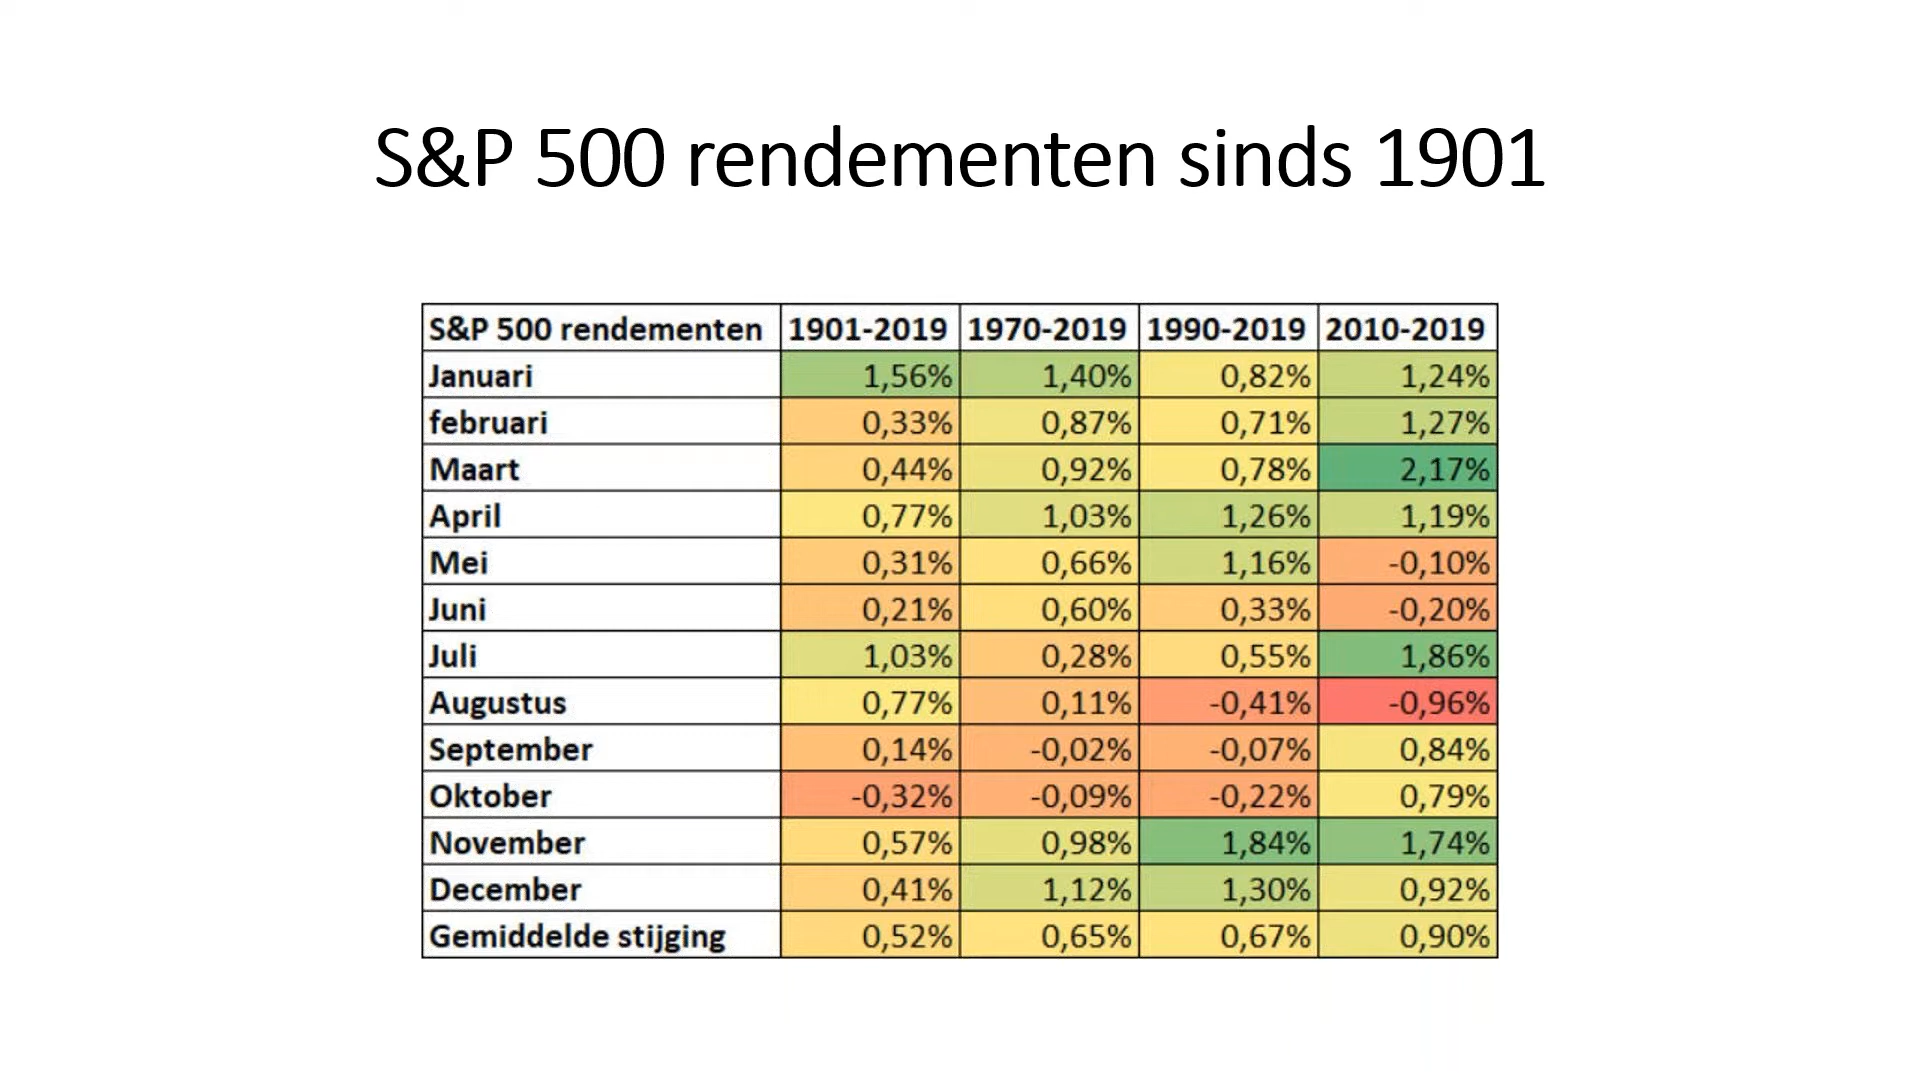 S&P 500 rendementen sinds 1901
S&P 500 rendementen 1901-2019 1970-2019 1990-2019 2010-2019
Januari 1,56% 1,40% 0,82% 1,24%
februari 0,33% 0,87% 0,71% 1,27%
Maart 0,44% 0,92% 0,78% 2,17%
April 0,77% 1,03% 1,26% 1,19%
Mei 0,31% 0,66% 1,16% -0,10%
Juni 0,21% 0,60% 0,33% -0,20%
Juli 1,03% 0,28% 0,55% 1,86%
Augustus 0,77% 0,11% -0,41% -0,96%
September 0,14% -0,02% -0,07% 0,84%
Oktober -0,32% -0,09% -0,22% 0,79%
November 0,57% 0,98% 1,84% 1,74%
December 0,41% 1,12% 1,30% 0,92%
Gemiddelde stijging 0,52% 0,65% 0,67% 0,90%